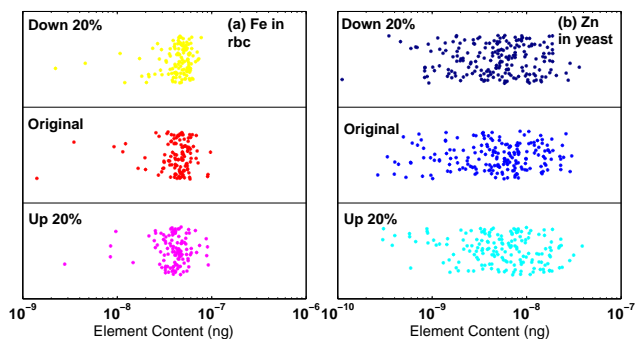 Down 20%
(a) Fe in
rbc
Original
Up 20%
10^-9 10^-8 10^-7 10^-6
Element Content (ng)
Down 20%
(b) Zn
in yeast
Original
Up 20%
10^-10 10^-9 10^-8 10^-7
Element Content (ng)